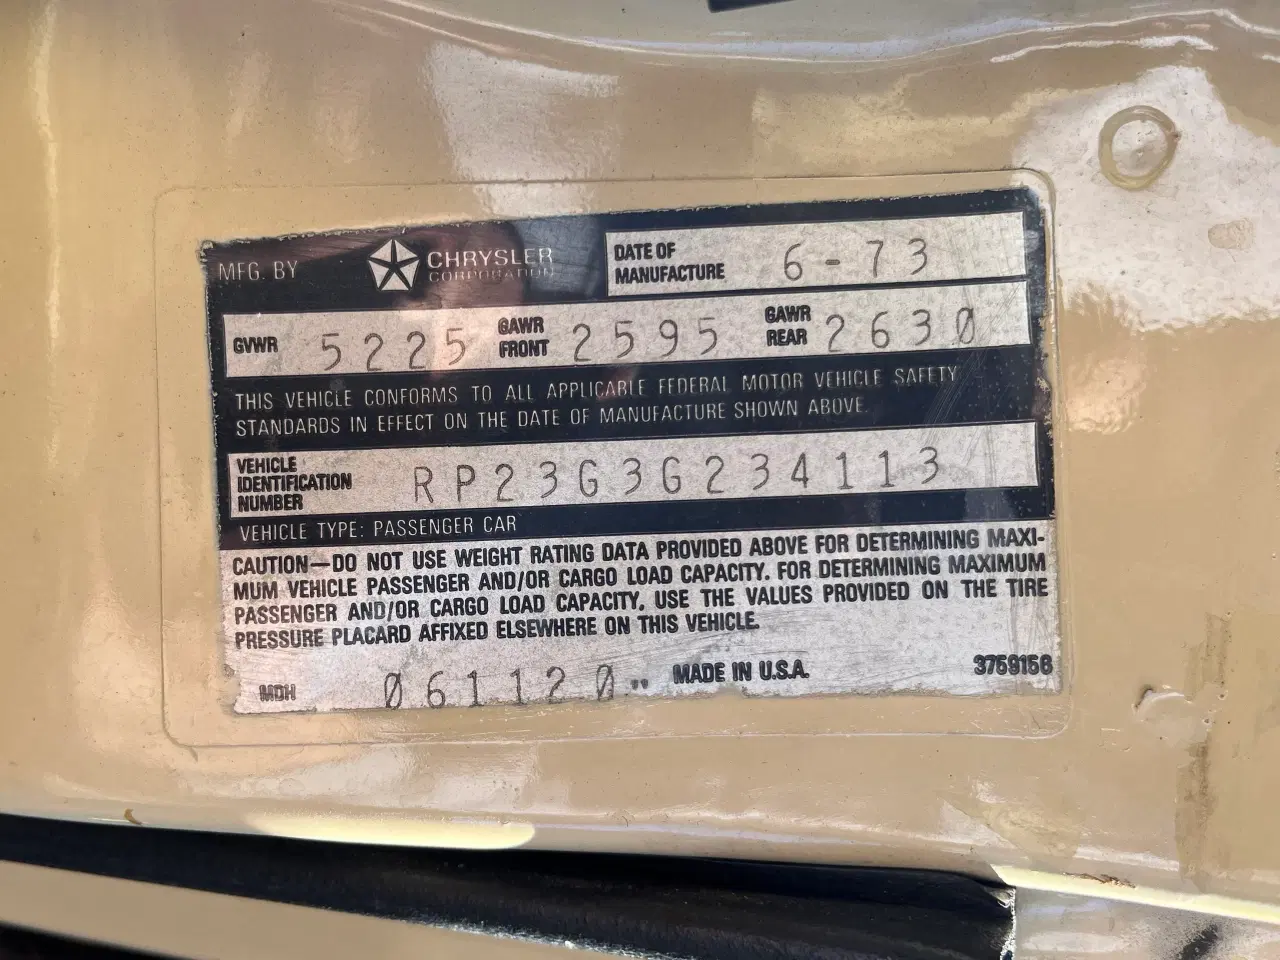 MFG. BY CHRYSLER CORPORATION DATE OF MANUFACTURE 6-73
GVWR 5225 GAWR FRONT 2595 GAWR REAR 2630
THIS VEHICLE CONFORMS TO ALL APPLICABLE FEDERAL MOTOR VEHICLE SAFETY
STANDARDS IN EFFECT ON THE DATE OF MANUFACTURE SHOWN ABOVE.
VEHICLE IDENTIFICATION NUMBER RP23G3G234113
VEHICLE TYPE: PASSENGER CAR
CAUTION—DO NOT USE WEIGHT RATING DATA PROVIDED ABOVE FOR DETERMINING MAXI-
MUM VEHICLE PASSENGER AND/OR CARGO LOAD CAPACITY. FOR DETERMINING MAXIMUM
PASSENGER AND/OR CARGO LOAD CAPACITY, USE THE VALUES PROVIDED ON THE TIRE
PRESSURE PLACARD AFFIXED ELSEWHERE ON THIS VEHICLE.
MDH 061120 MADE IN U.S.A. 3759156